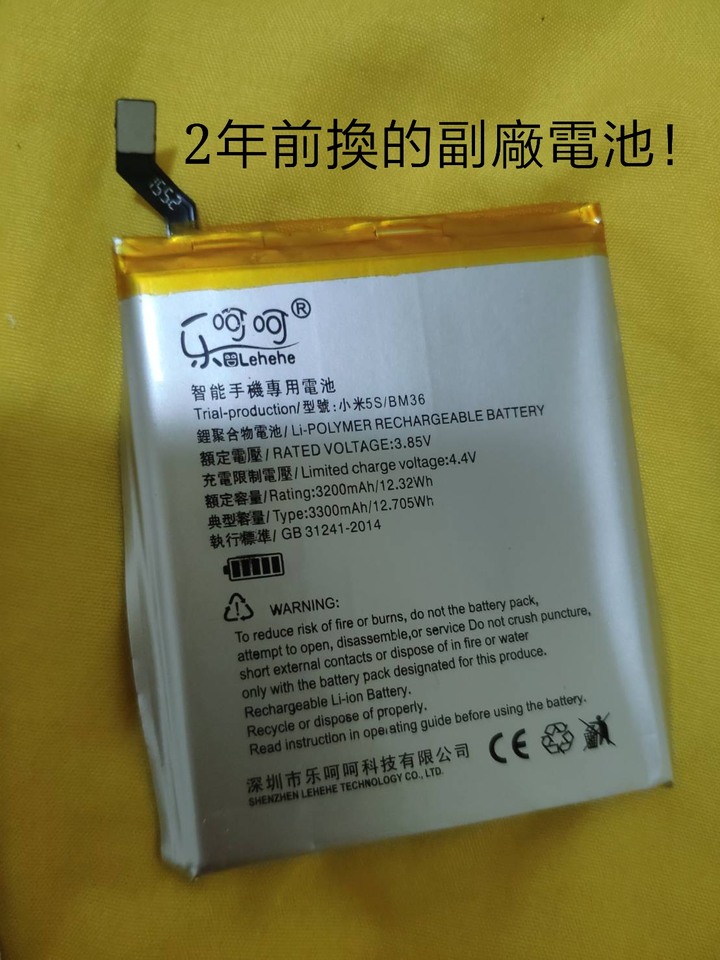 2年前換的副廠電池！
1552
乐呵呵®
Lehehe
智能手機專用電池
Trial-production/型號:小米5S/BM36
鋰聚合物電池/Li-POLYMER RECHARGEABLE BATTERY
額定電壓/ RATED VOLTAGE:3.85V
充電限制電壓/ Limited charge voltage:4.4V
額定容量/Rating:3200mAh/12.32Wh
典型容量/ Type:3300mAh/12.705Wh
執行標準/ GB 31241-2014
WARNING:
To reduce risk of fire or burns, do not the battery pack,
attempt to open, disassemble,or service Do not crush puncture,
short external contacts or dispose of in fire or water
only with the battery pack designated for this produce.
Rechargeable Li-ion Battery.
Recycle or dispose of properly.
Read instruction in operating guide before using the battery.
深圳市乐呵呵科技有限公司
SHENZHEN LEHEHE TECHNOLOGY CO., LTD.
CE